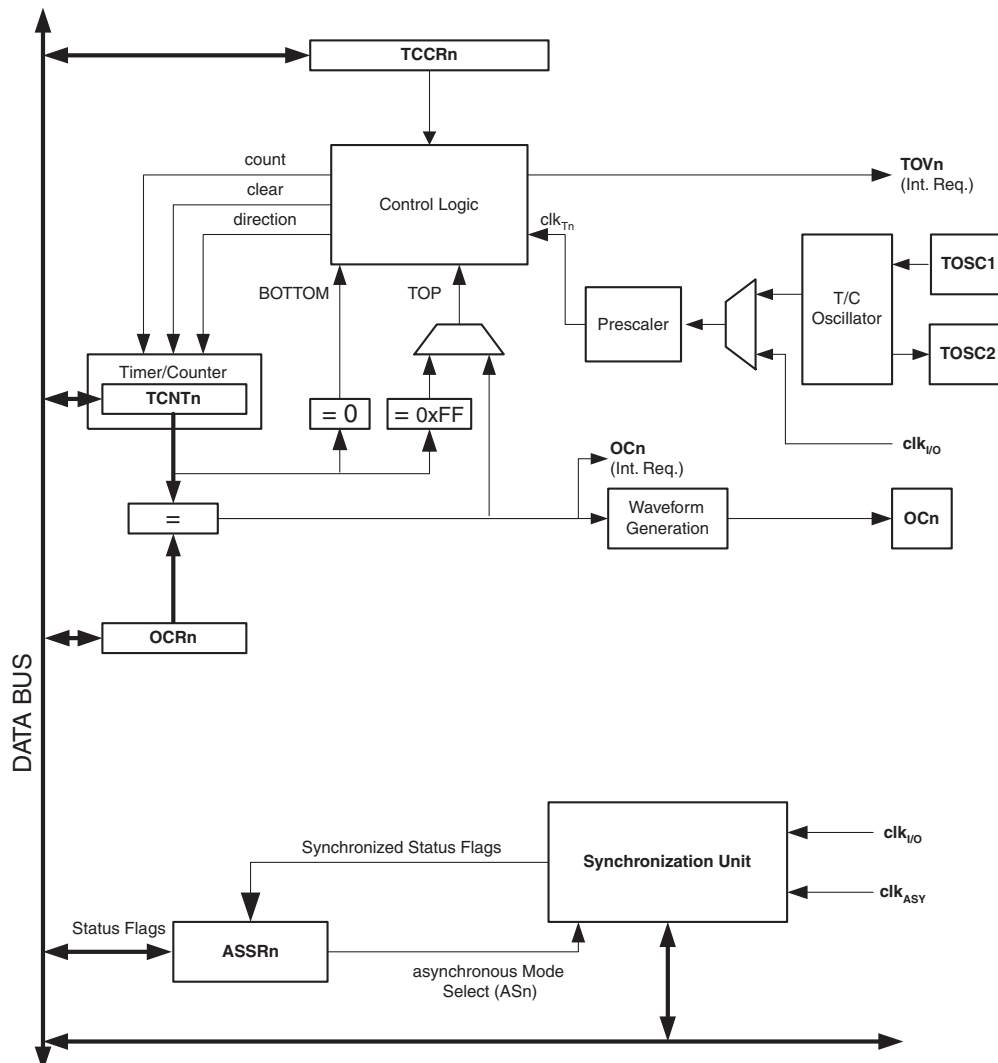 TCCRn
count
clear
direction
Control Logic
TOVn
(Int. Req.)
clkTn
BOTTOM
TOP
Prescaler
T/C
Oscillator
TOSC1
TOSC2
Timer/Counter
TCNTn
= 0
= 0xFF
clkI/O
OCn
(Int. Req.)
=
Waveform
Generation
OCn
OCRn
DATA BUS
Synchronized Status Flags
Synchronization Unit
clkI/O
clkASY
Status Flags
ASSRn
asynchronous Mode
Select (ASn)